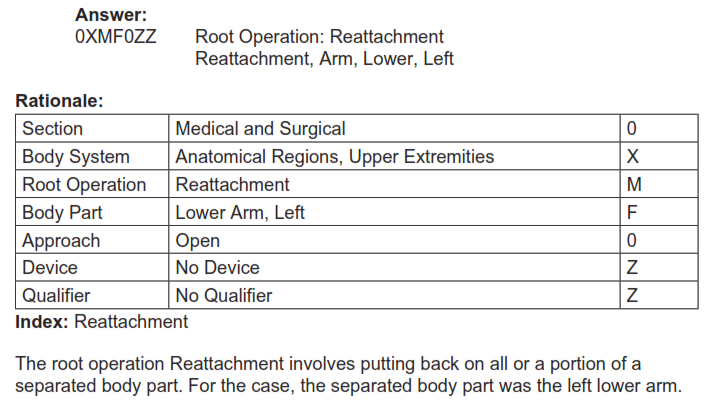 Answer:
0XMF0ZZ Root Operation: Reattachment
Reattachment, Arm, Lower, Left
Rationale:
Section Medical and Surgical 0
Body System Anatomical Regions, Upper Extremities X
Root Operation Reattachment M
Body Part Lower Arm, Left F
Approach Open 0
Device No Device Z
Qualifier No Qualifier Z
Index: Reattachment
The root operation Reattachment involves putting back on all or a portion of a
separated body part. For the case, the separated body part was the left lower arm.